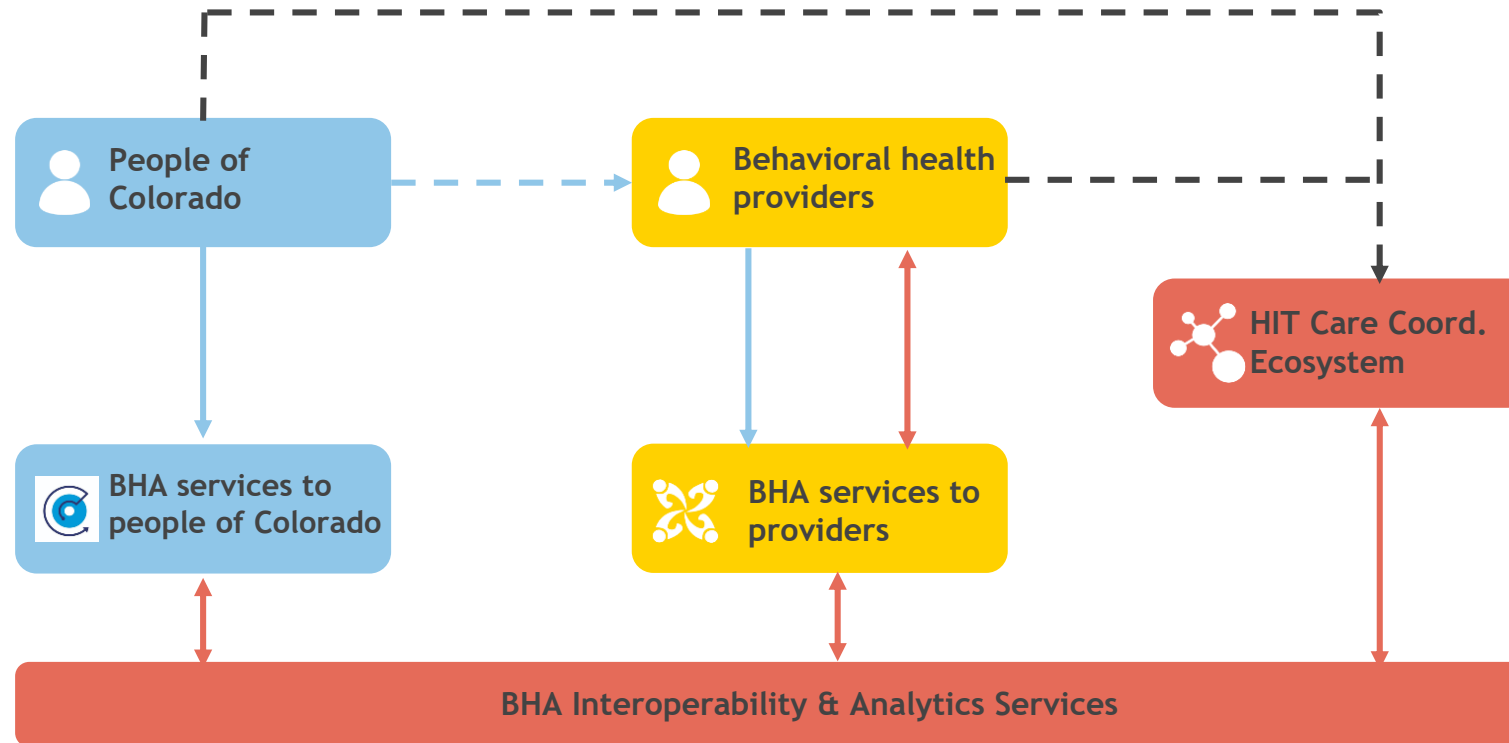 People of
Colorado
Behavioral health
providers
HIT Care Coord.
Ecosystem
BHA services to
people of Colorado
BHA services to
providers
BHA Interoperability & Analytics Services